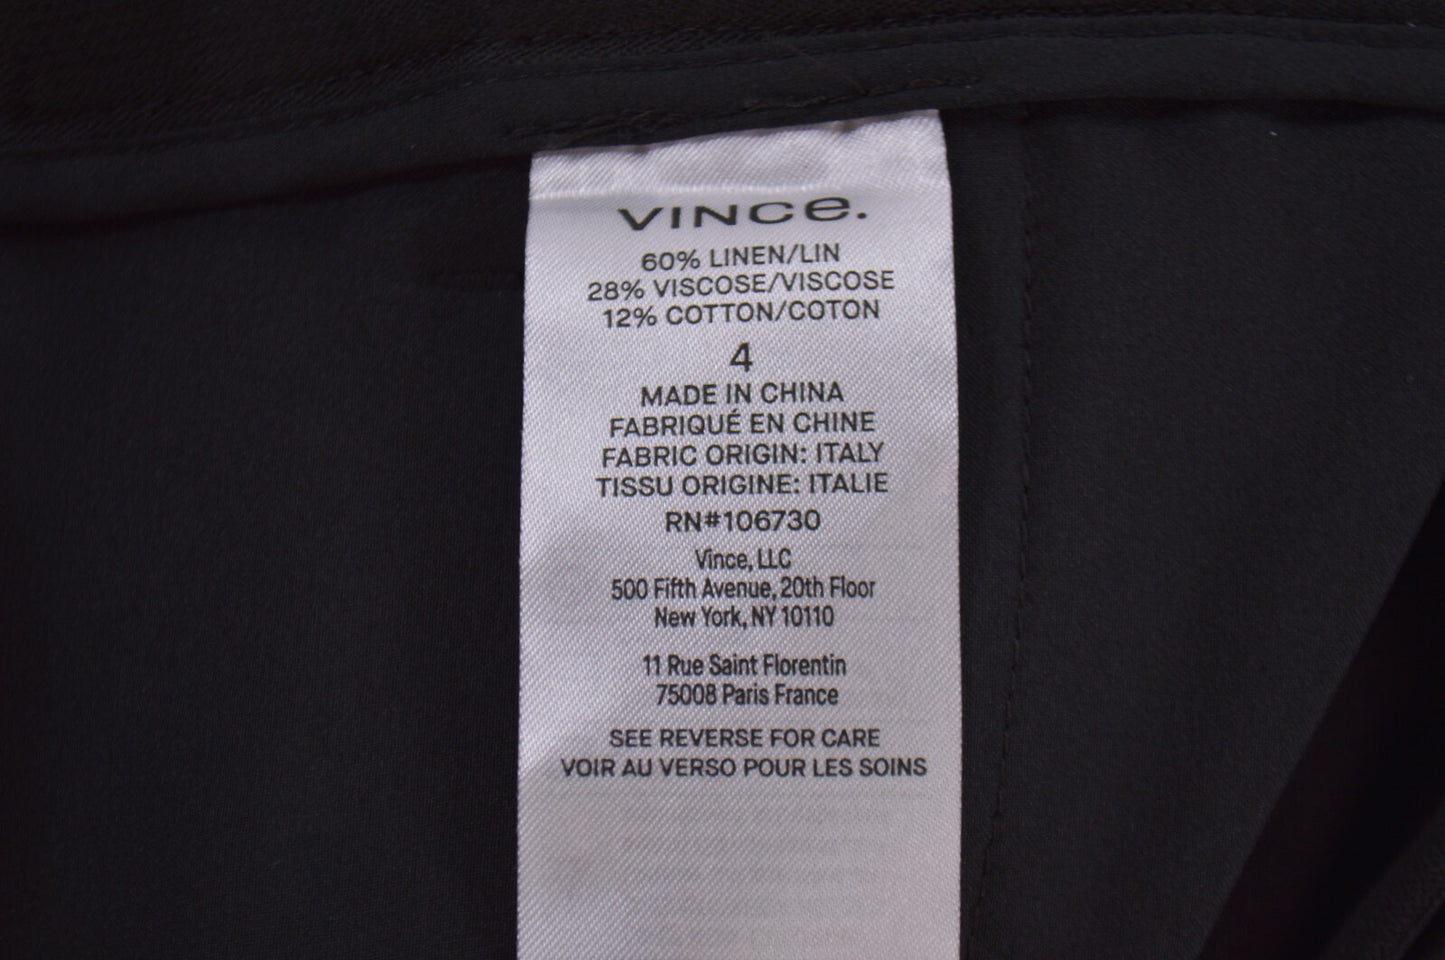 VINCe.
60% LINEN/LIN
28% VISCOSE/VISCOSE
12% COTTON/COTON
4
MADE IN CHINA
FABRIQUÉ EN CHINE
FABRIC ORIGIN: ITALY
TISSU ORIGINE: ITALIE
RN#106730
Vince, LLC
500 Fifth Avenue, 20th Floor
New York, NY 10110
11 Rue Saint Florentin
75008 Paris France
SEE REVERSE FOR CARE
VOIR AU VERSO POUR LES SOINS